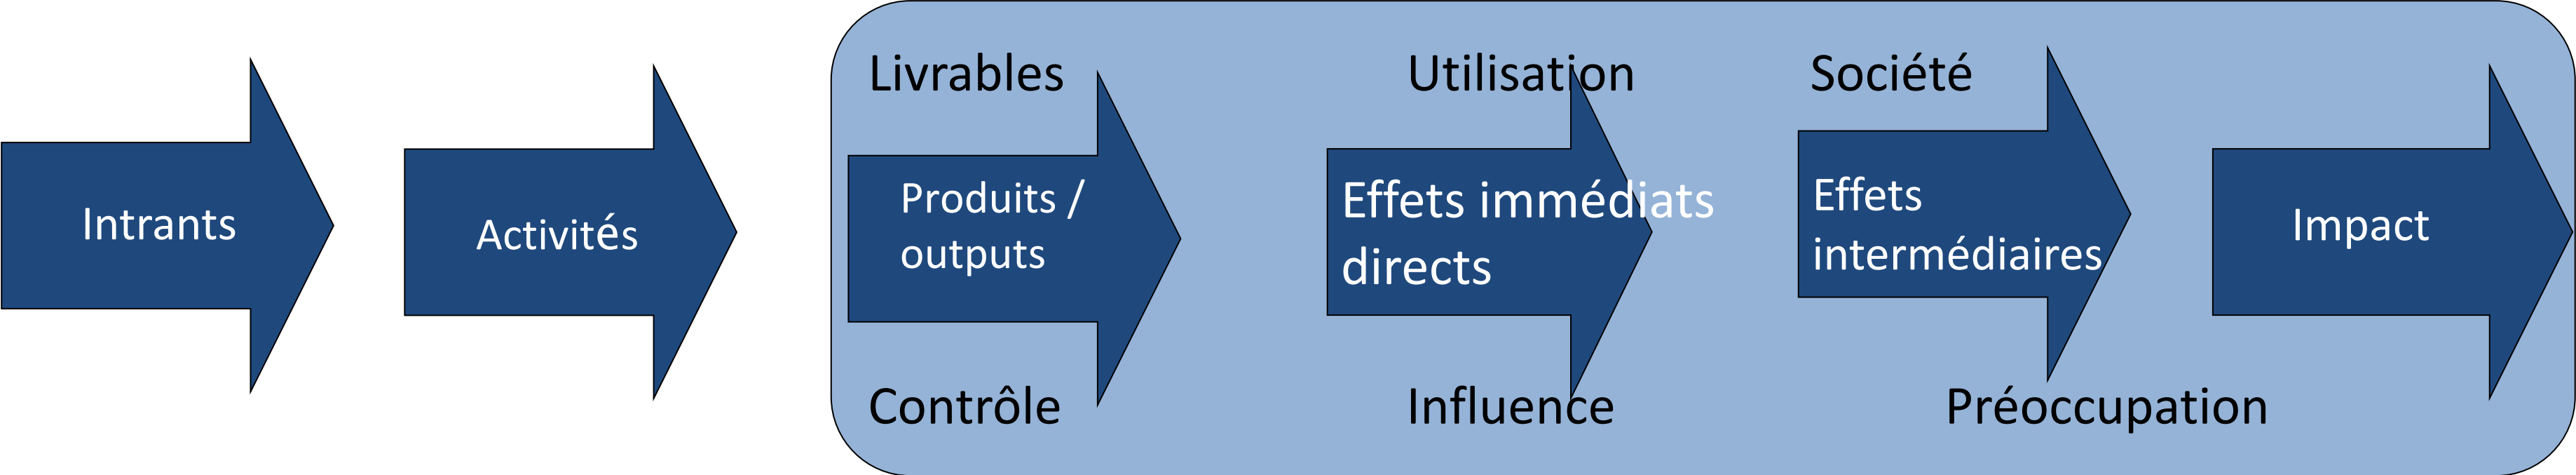 Livrables
Utilisation
Société
Intrants
Activités
Produits /
outputs
Effets immédiats
directs
Effets
intermédiaires
Impact
Contrôle
Influence
Préoccupation